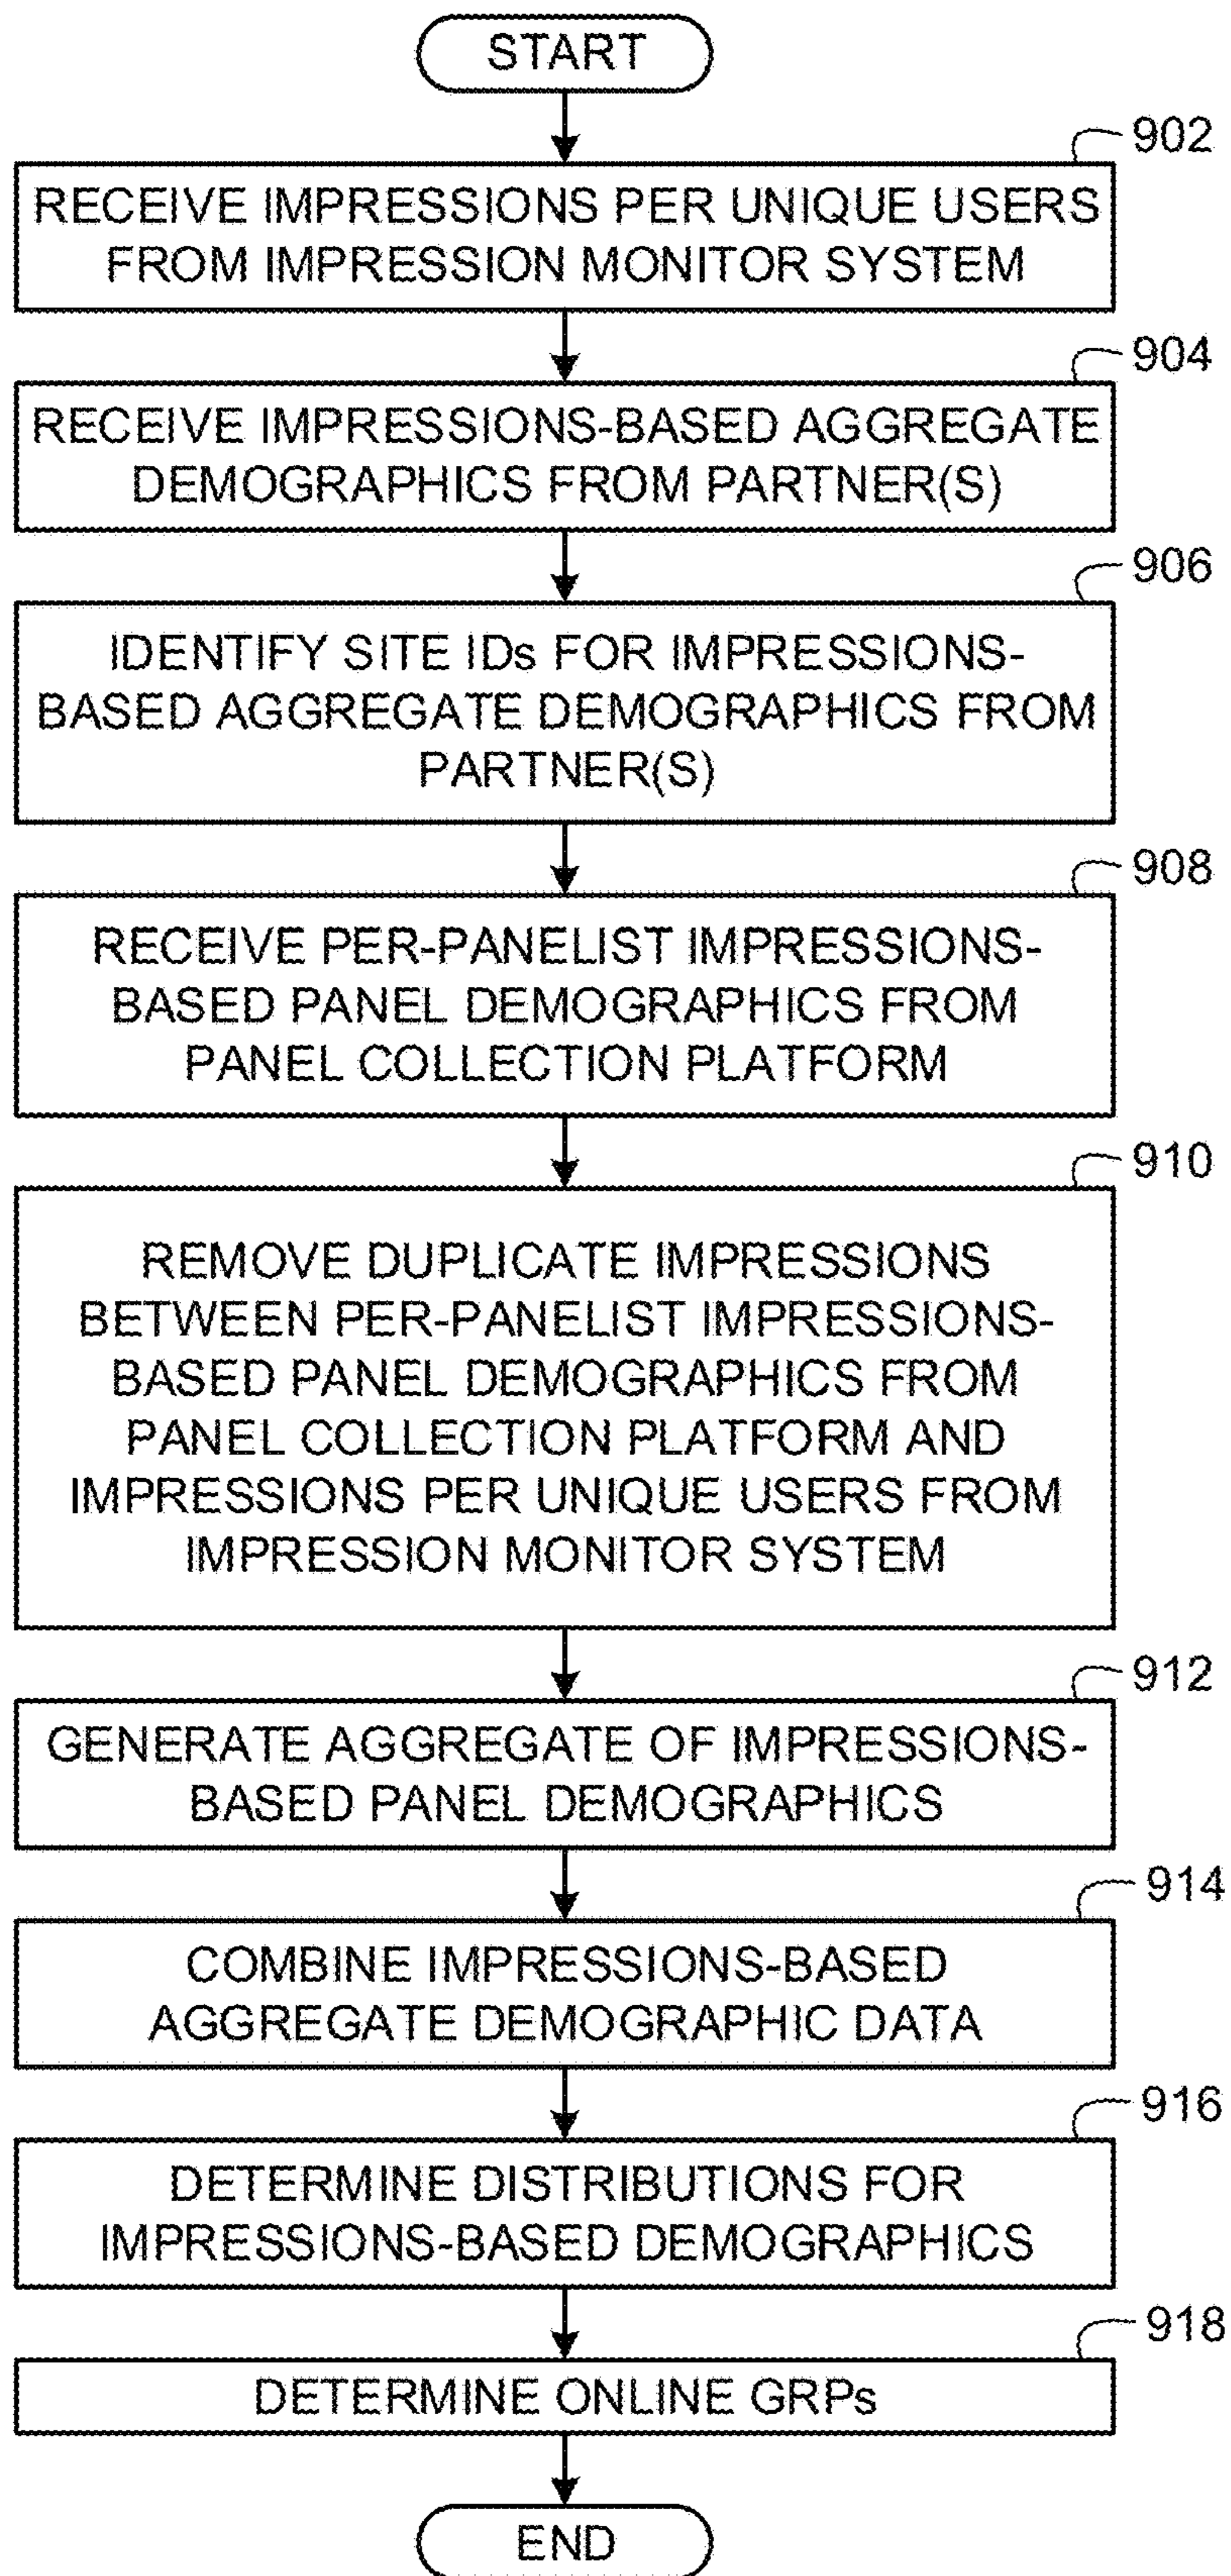 START
902
RECEIVE IMPRESSIONS PER UNIQUE USERS
FROM IMPRESSION MONITOR SYSTEM
904
RECEIVE IMPRESSIONS-BASED AGGREGATE
DEMOGRAPHICS FROM PARTNER(S)
906
IDENTIFY SITE IDs FOR IMPRESSIONS-
BASED AGGREGATE DEMOGRAPHICS FROM
PARTNER(S)
908
RECEIVE PER-PANELIST IMPRESSIONS-
BASED PANEL DEMOGRAPHICS FROM
PANEL COLLECTION PLATFORM
910
REMOVE DUPLICATE IMPRESSIONS
BETWEEN PER-PANELIST IMPRESSIONS-
BASED PANEL DEMOGRAPHICS FROM
PANEL COLLECTION PLATFORM AND
IMPRESSIONS PER UNIQUE USERS FROM
IMPRESSION MONITOR SYSTEM
912
GENERATE AGGREGATE OF IMPRESSIONS-
BASED PANEL DEMOGRAPHICS
914
COMBINE IMPRESSIONS-BASED
AGGREGATE DEMOGRAPHIC DATA
916
DETERMINE DISTRIBUTIONS FOR
IMPRESSIONS-BASED DEMOGRAPHICS
918
DETERMINE ONLINE GRPs
END